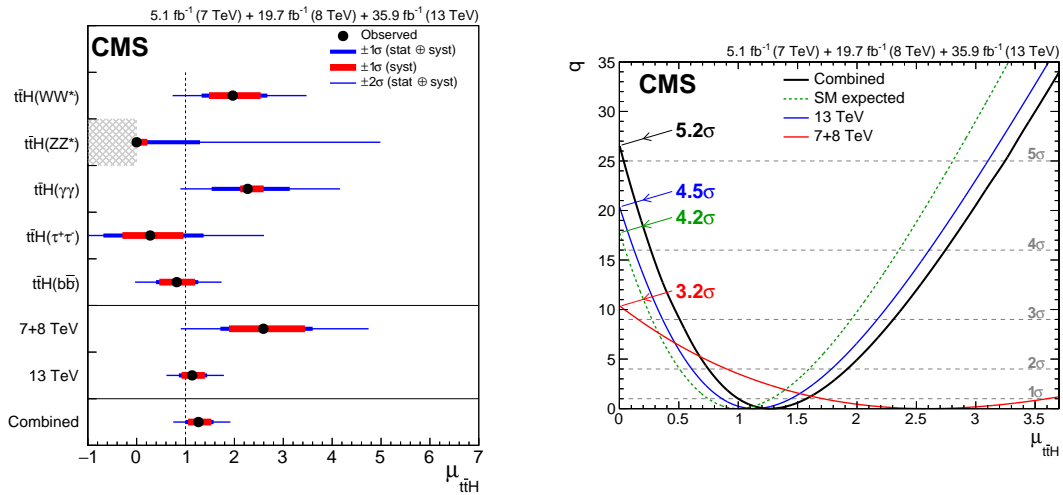 5.1 fb⁻¹ (7 TeV) + 19.7 fb⁻¹ (8 TeV) + 35.9 fb⁻¹ (13 TeV)
CMS
Observed
±1σ (stat ⊕ syst)
±1σ (syst)
±2σ (stat ⊕ syst)
tt̄H(WW*)
tt̄H(ZZ*)
tt̄H(γγ)
tt̄H(τ⁺τ⁻)
tt̄H(bb̄)
7+8 TeV
13 TeV
Combined
−1 0 1 2 3 4 5 6 7
μ_tt̄H
5.1 fb⁻¹ (7 TeV) + 19.7 fb⁻¹ (8 TeV) + 35.9 fb⁻¹ (13 TeV)
q
CMS
Combined
SM expected
13 TeV
7+8 TeV
35
30
25
20
15
10
5
0
5.2σ
4.5σ
4.2σ
3.2σ
5σ
4σ
3σ
2σ
1σ
0 0.5 1 1.5 2 2.5 3 3.5
μ_tt̄H